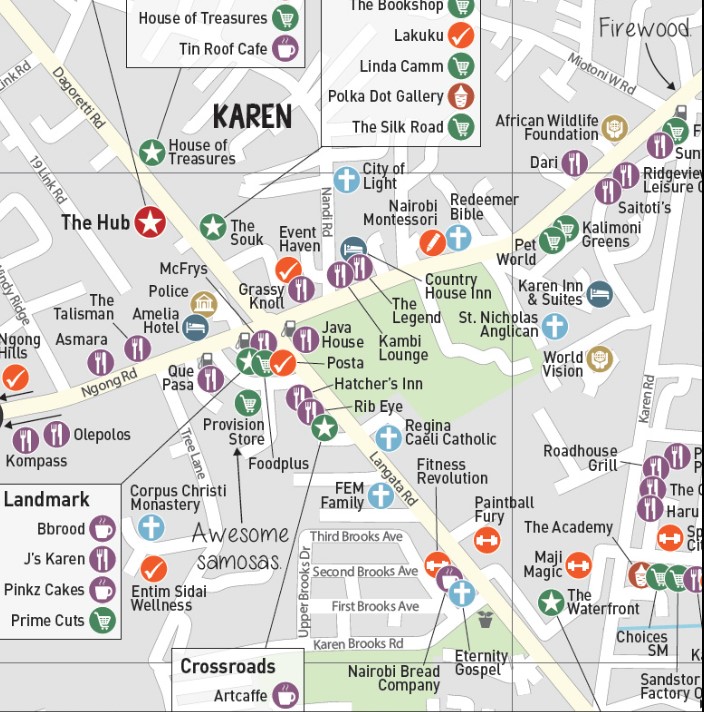 House of Treasures
Tin Roof Cafe
The Bookshop
Lakuku
Linda Camm
Polka Dot Gallery
The Silk Road
Firewood.
Miotoni W Rd
Link Rd
Dagoretti Rd
KAREN
African Wildlife
Foundation
Dari
Sun
Ridgeview
Leisure C
Saitoti's
House of
Treasures
19 Link Rd
City of
Light
Nandi Rd
Nairobi
Montessori
Redeemer
Bible
The Hub
The
Souk
Event
Haven
Pet
World
Kalimoni
Greens
McFrys
Police
Grassy
Knoll
Country
House Inn
Karen Inn
& Suites
Windy Ridge
The
Talisman
Amelia
Hotel
The
Legend
St. Nicholas
Anglican
Ngong
Hills
Asmara
Java
House
Kambi
Lounge
Posta
World
Vision
Ngong Rd
Que
Pasa
Hatcher's Inn
Rib Eye
Karen Rd
Olepolos
Kompass
Provision
Store
Tree Lane
Foodplus
Regina
Caeli Catholic
Langata Rd
Roadhouse
Grill
Landmark
Bbrood
J's Karen
Pinkz Cakes
Prime Cuts
Corpus Christi
Monastery
Awesome
samosas.
FEM
Family
Fitness
Revolution
Paintball
Fury
The Academy
Haru
Entim Sidai
Wellness
Third Brooks Ave
Second Brooks Ave
First Brooks Ave
Upper Brooks Dr
Karen Brooks Rd
Maji
Magic
The
Waterfront
Choices
SM
Crossroads
Artcaffe
Nairobi Bread
Company
Eternity
Gospel
Sandstor
Factory O